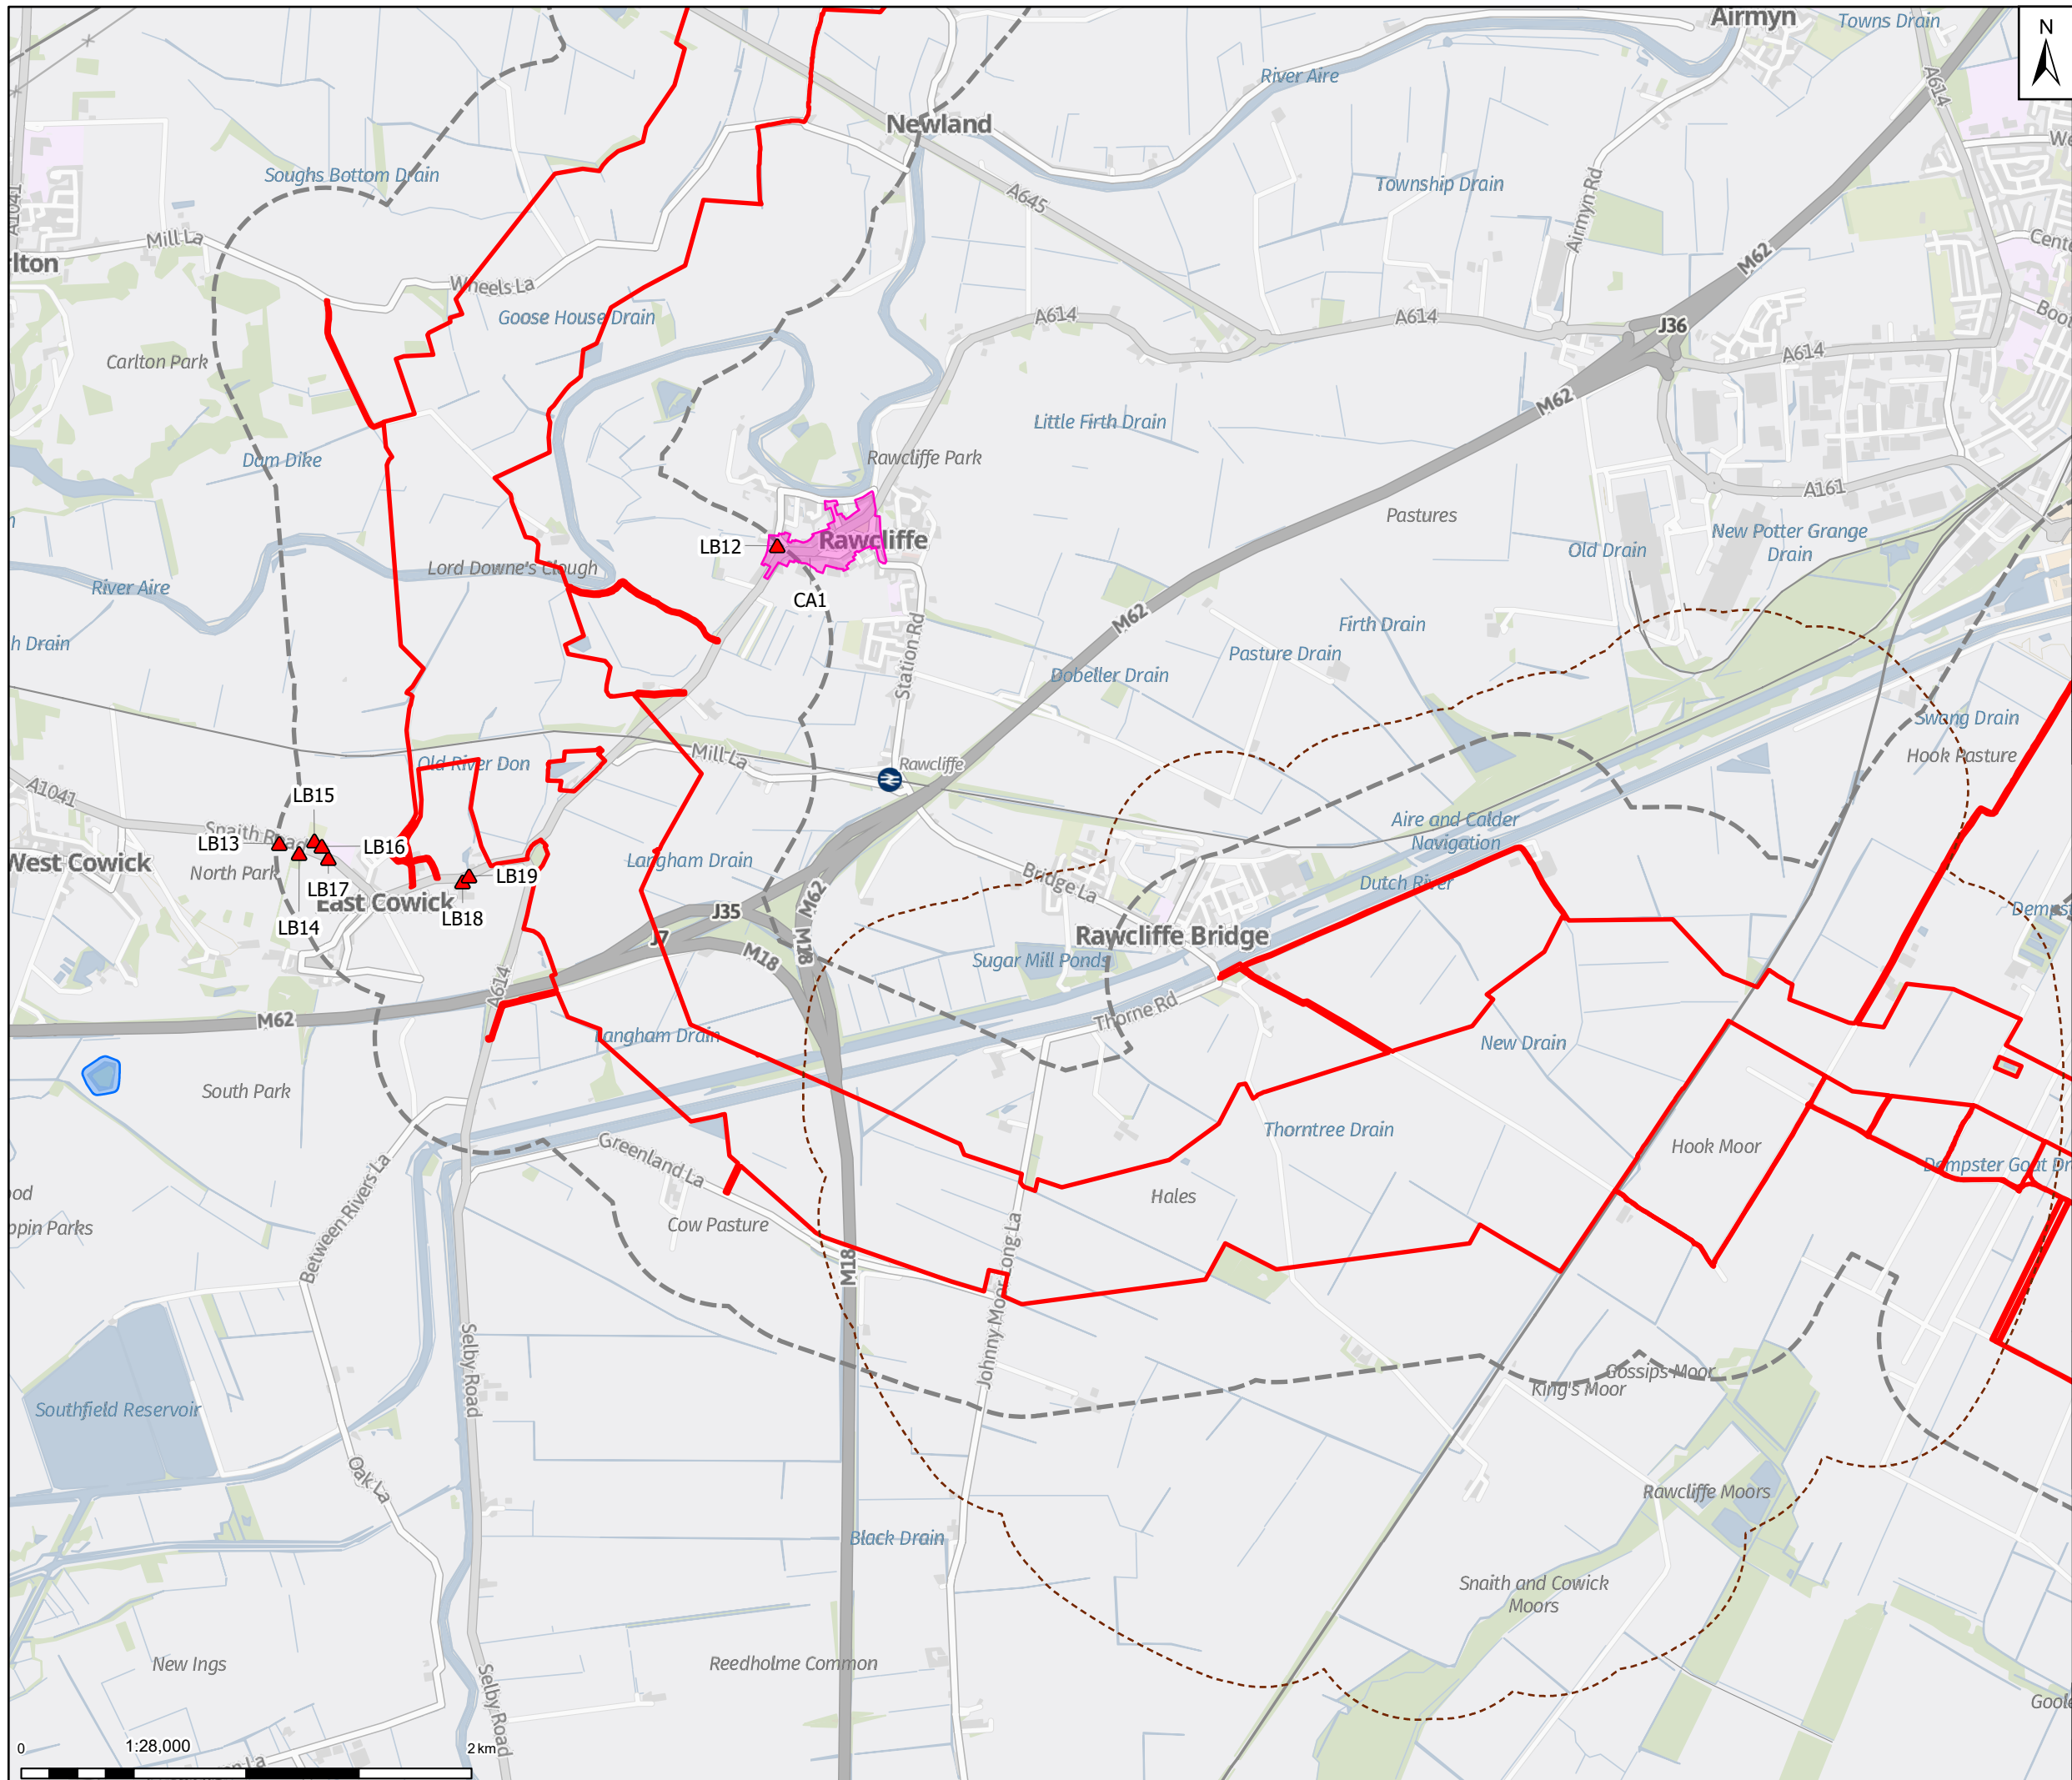 Airmyn
Towns Drain
N
A614
River Aire
Newland
Soughs Bottom Drain
Township Drain
A645
A1041
Mill La
Airmyn Rd
M62
Wheels La
Goose House Drain
A614
A614
J36
A614
Carlton Park
M62
Little Firth Drain
Dam Dike
Rawcliffe Park
A161
Pastures
New Potter Grange
Drain
Old Drain
LB12
Rawcliffe
Lord Downe's Clough
River Aire
CA1
Station Rd
M62
Firth Drain
Pasture Drain
Dobeller Drain
Swang Drain
Hook Pasture
Mill La
Rawcliffe
Old River Don
A1041
LB15
Snaith Road
LB13
LB16
West Cowick
North Park
Langham Drain
Aire and Calder
Navigation
Dutch River
Bridge La
LB17
LB19
East Cowick
LB18
LB14
J35
M62
J7
M18
M18
Rawcliffe Bridge
Sugar Mill Ponds
A614
M62
Thorne Rd
Langham Drain
New Drain
South Park
Thorntree Drain
Greenland La
Hook Moor
Between Rivers La
Cow Pasture
Hales
M18
Johnny Moor Long La
Selby Road
Southfield Reservoir
Gossips Moor
King's Moor
Oak La
Rawcliffe Moors
Black Drain
Snaith and Cowick
Moors
New Ings
Reedholme Common
Selby Road
0
1:28,000
2 km